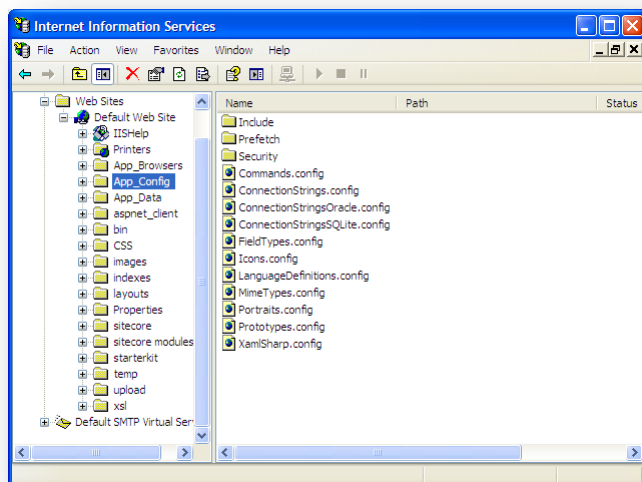 Internet Information Services
File Action View Favorites Window Help
Web Sites
Default Web Site
IISHelp
Printers
App_Browsers
App_Config
App_Data
aspnet_client
bin
CSS
images
indexes
layouts
Properties
sitecore
sitecore modules
starterkit
temp
upload
xsl
Default SMTP Virtual Ser
Name Path Status
Include
Prefetch
Security
Commands.config
ConnectionStrings.config
ConnectionStringsOracle.config
ConnectionStringsSQLite.config
FieldTypes.config
Icons.config
LanguageDefinitions.config
MimeTypes.config
Portraits.config
Prototypes.config
XamlSharp.config